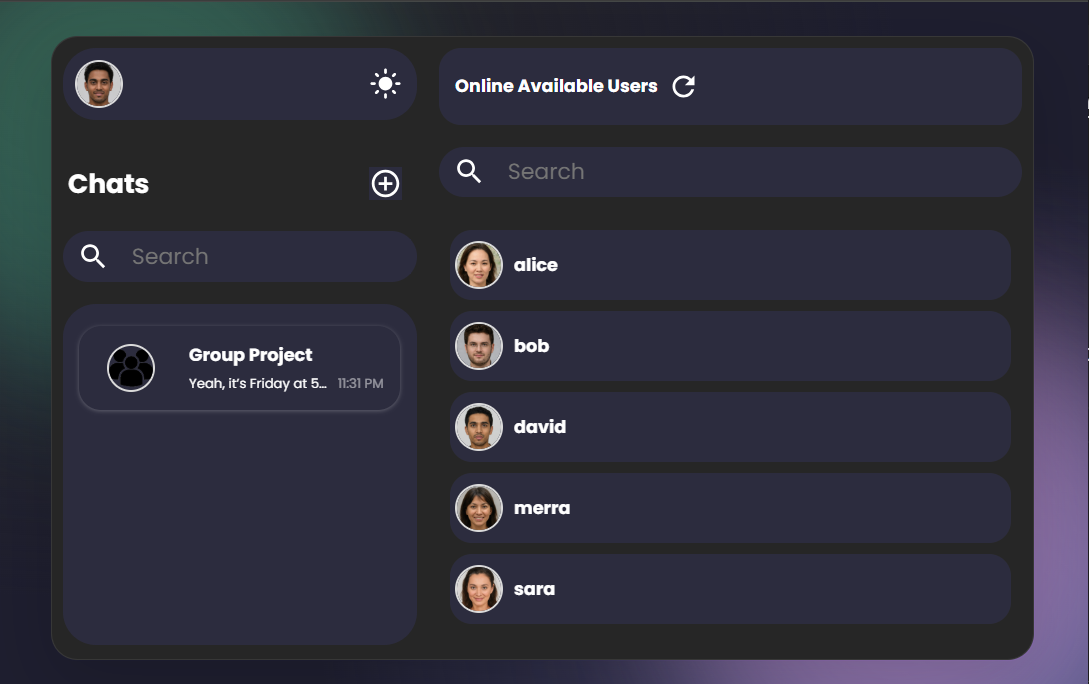 Online Available Users
Chats
Search
Search
Group Project
Yeah, it's Friday at 5... 11:31 PM
alice
bob
david
merra
sara